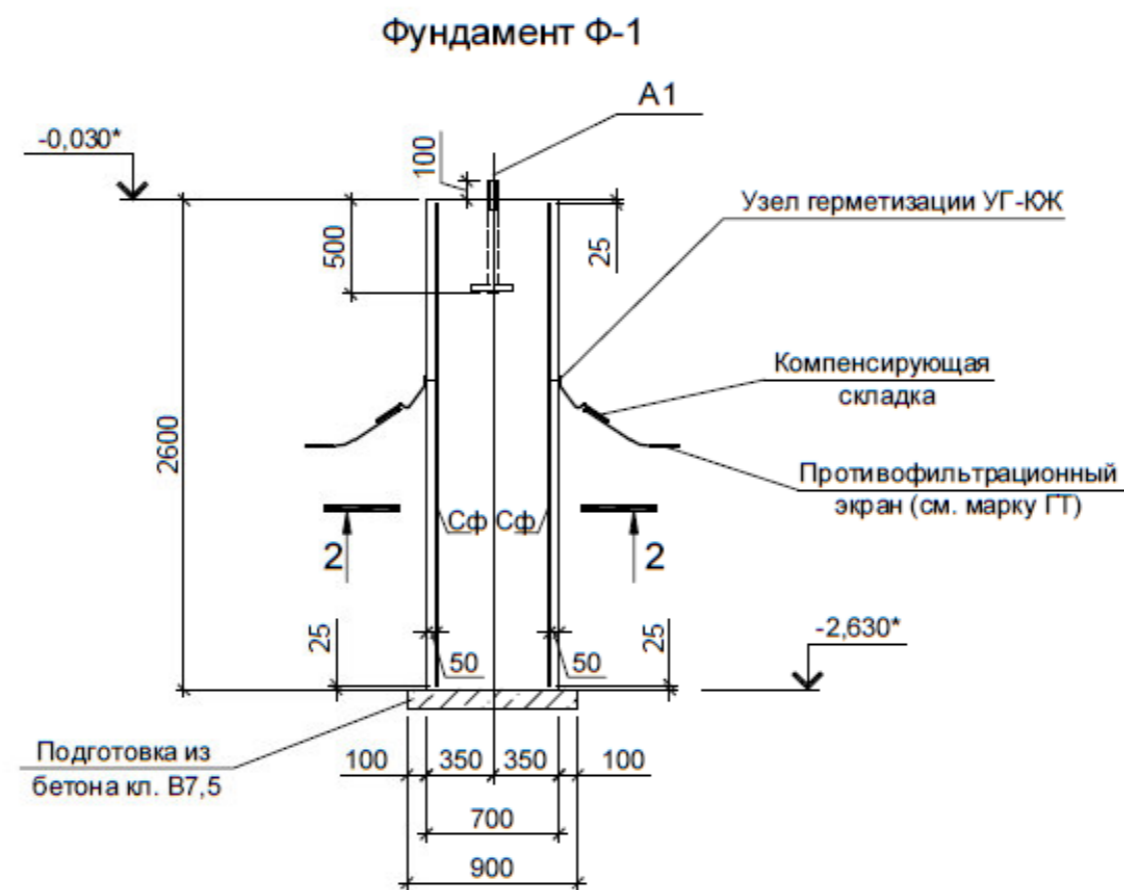 Фундамент Ф-1
А1
-0,030*
100
Узел герметизации УГ-КЖ
500
25
Компенсирующая
складка
2600
Противофильтрационный
экран (см. марку ГТ)
Сф Сф
2
2
-2,630*
25
50
50
25
Подготовка из
бетона кл. В7,5
100
350
350
100
700
900